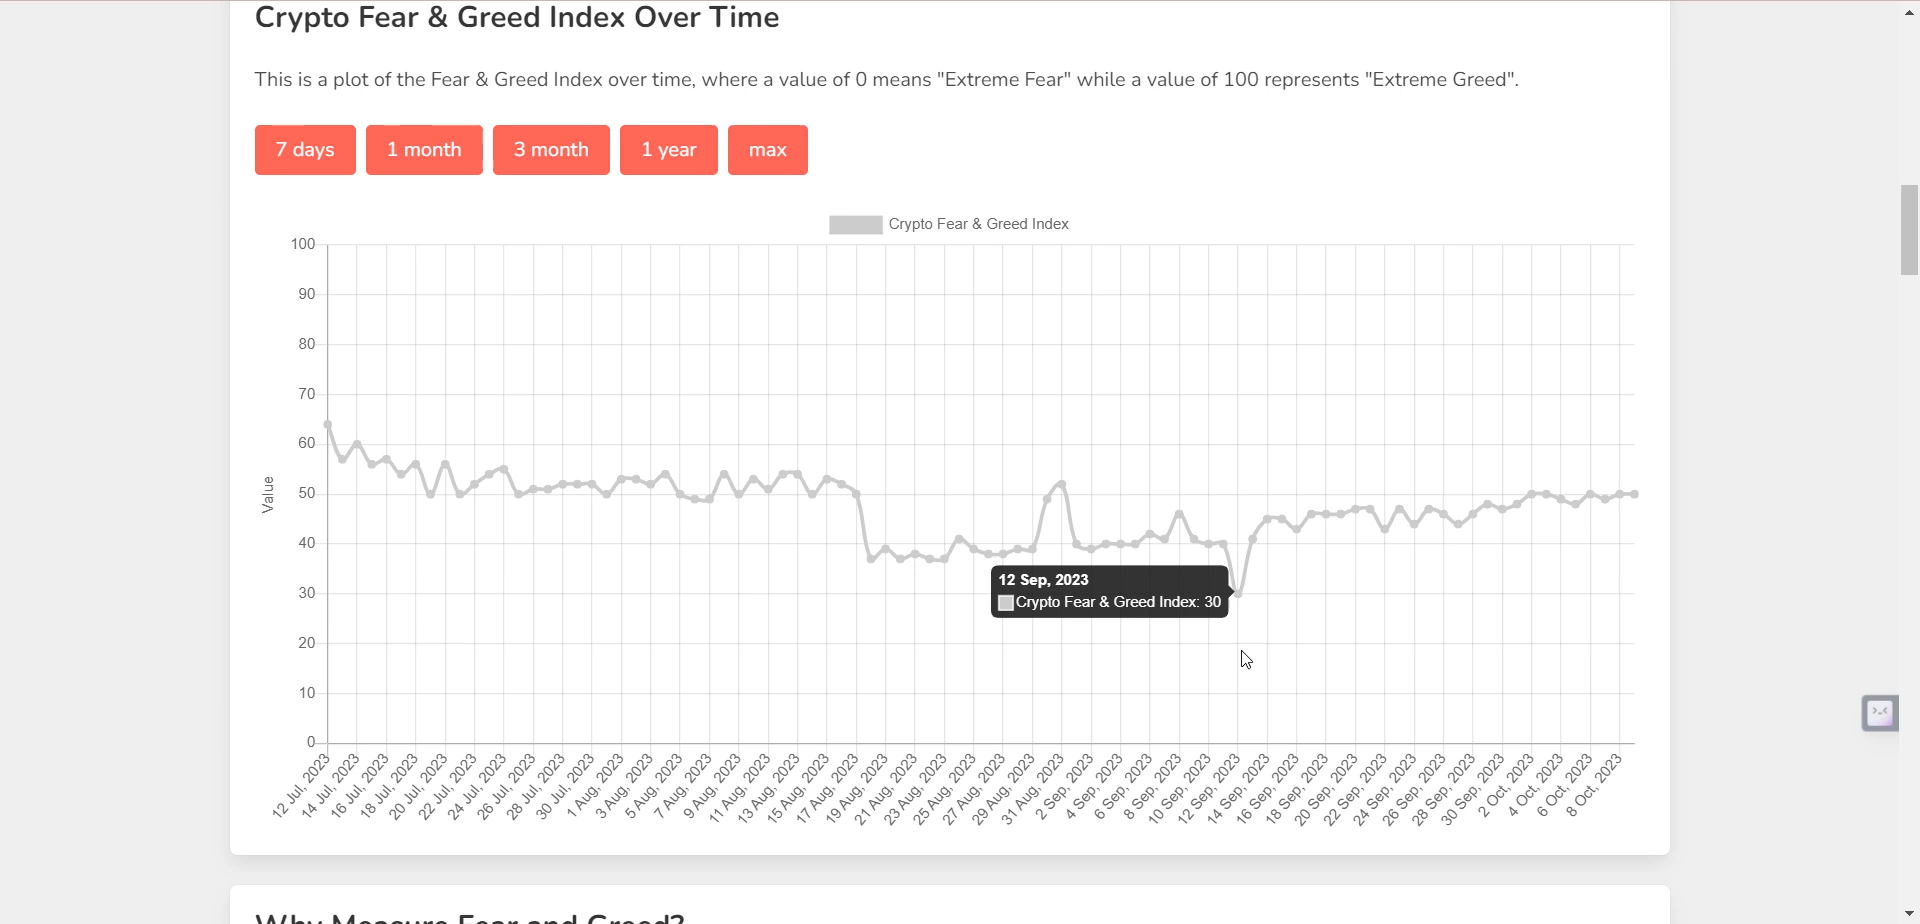 Crypto Fear & Greed Index Over Time
This is a plot of the Fear & Greed Index over time, where a value of 0 means "Extreme Fear" while a value of 100 represents "Extreme Greed".
7 days
1 month
3 month
1 year
max
Crypto Fear & Greed Index
100
90
80
70
60
50
40
30
20
10
0
Value
12 Sep, 2023
Crypto Fear & Greed Index: 30
12 Jul, 2023
14 Jul, 2023
16 Jul, 2023
18 Jul, 2023
20 Jul, 2023
22 Jul, 2023
24 Jul, 2023
26 Jul, 2023
28 Jul, 2023
30 Jul, 2023
1 Aug, 2023
3 Aug, 2023
5 Aug, 2023
7 Aug, 2023
9 Aug, 2023
11 Aug, 2023
13 Aug, 2023
15 Aug, 2023
17 Aug, 2023
19 Aug, 2023
21 Aug, 2023
23 Aug, 2023
25 Aug, 2023
27 Aug, 2023
29 Aug, 2023
31 Aug, 2023
2 Sep, 2023
4 Sep, 2023
6 Sep, 2023
8 Sep, 2023
10 Sep, 2023
12 Sep, 2023
14 Sep, 2023
16 Sep, 2023
18 Sep, 2023
20 Sep, 2023
22 Sep, 2023
24 Sep, 2023
26 Sep, 2023
28 Sep, 2023
30 Sep, 2023
2 Oct, 2023
4 Oct, 2023
6 Oct, 2023
8 Oct, 2023
Why Measure Fear and Greed?